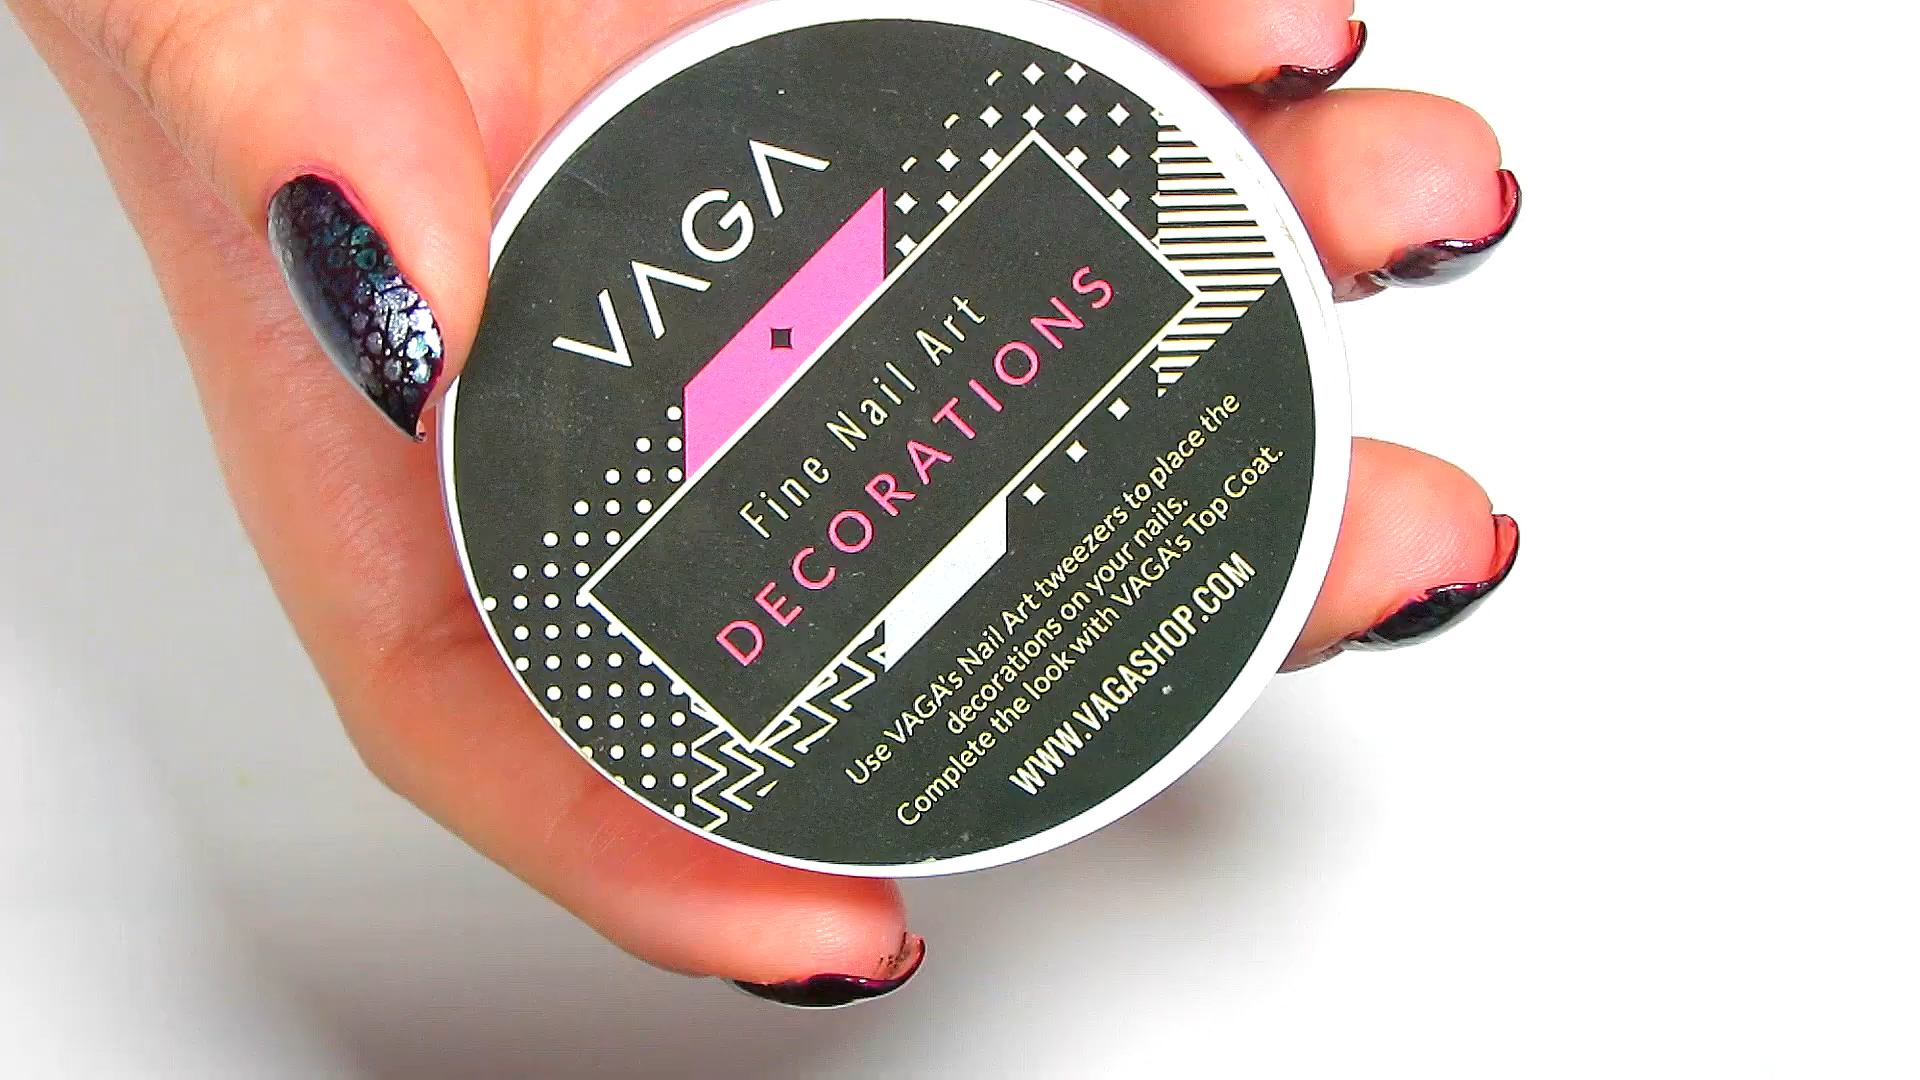 VAGA
Fine Nail Art
DECORATIONS
Use VAGA's Nail Art tweezers to place the
decorations on your nails.
Complete the look with VAGA's Top Coat.
WWW.VAGASHOP.COM